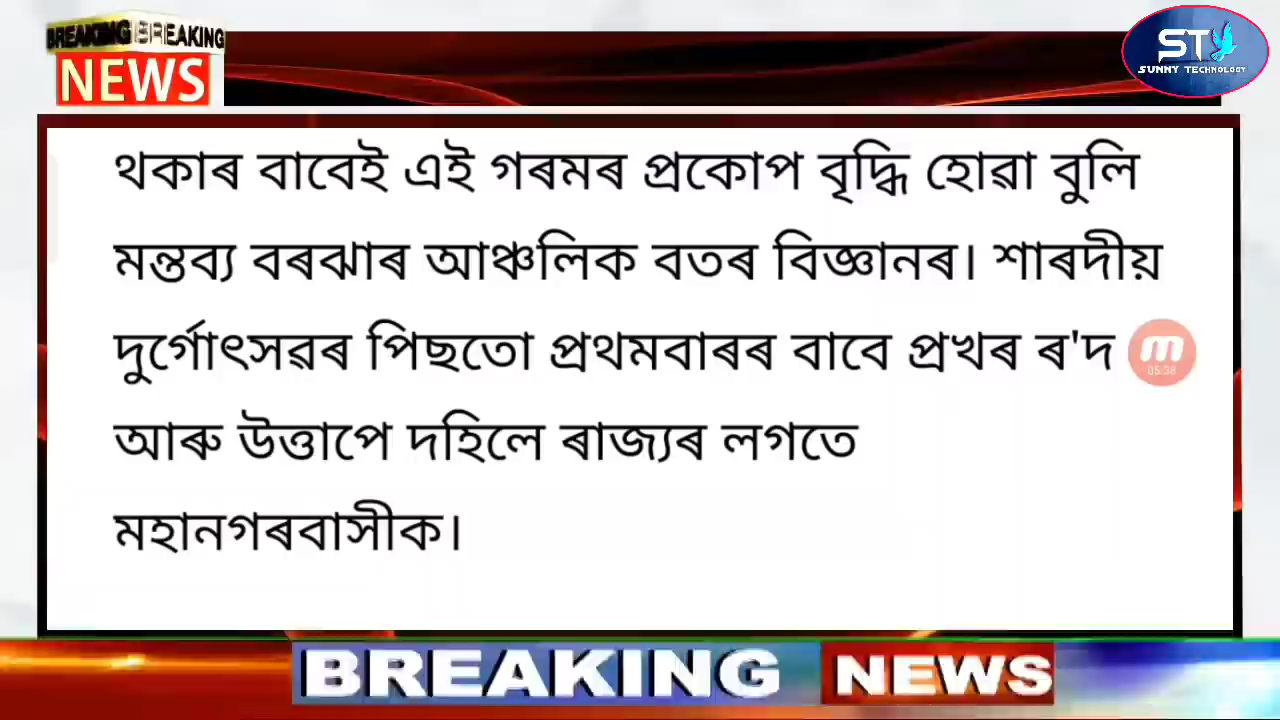 BREAKING BREAKING
NEWS
ST
SUNNY TECHNOLOGY
থকাৰ বাবেই এই গৰমৰ প্ৰকোপ বৃদ্ধি হোৱা বুলি
মন্তব্য বৰঝাৰ আঞ্চলিক বতৰ বিজ্ঞানৰ। শাৰদীয়
দুৰ্গোৎসৱৰ পিছতো প্ৰথমবাৰৰ বাবে প্ৰখৰ ৰ'দ
m
05:38
আৰু উত্তাপে দহিলে ৰাজ্যৰ লগতে
মহানগৰবাসীক।
BREAKING NEWS